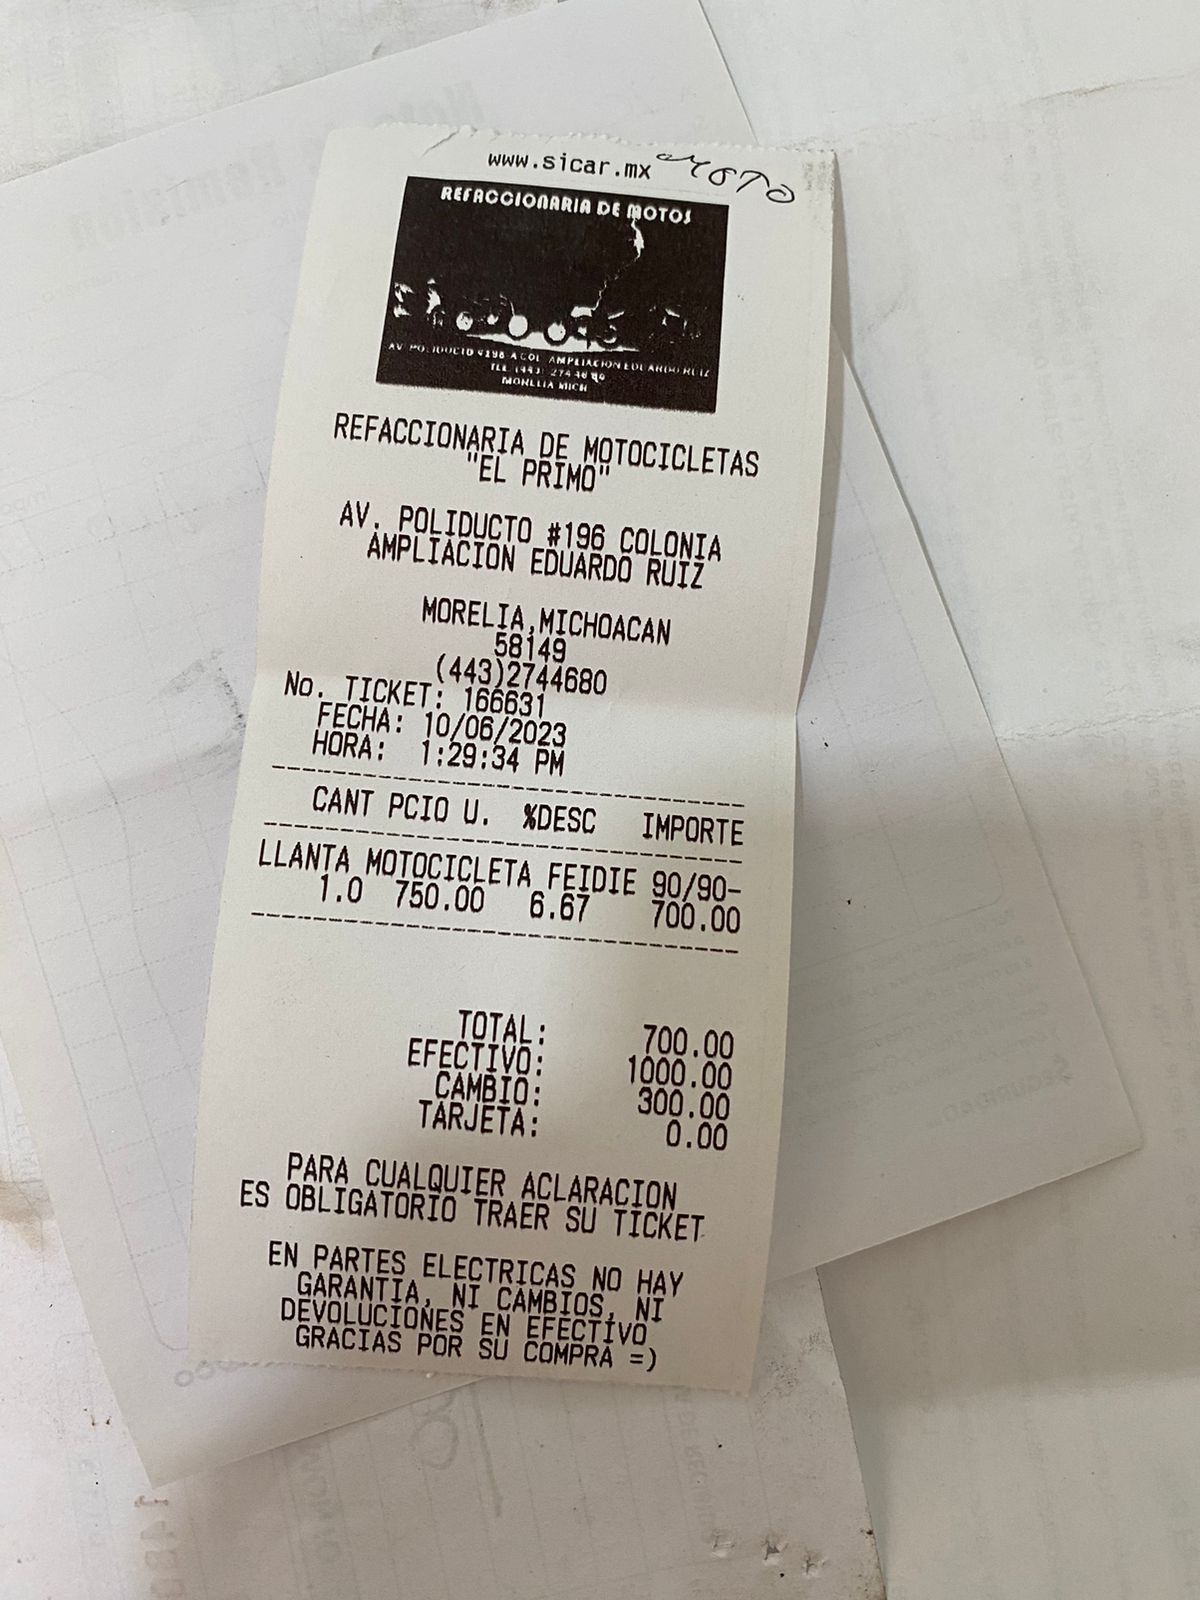 www.sicar.mx MOTO
REFACCIONARIA DE MOTOS
AV. POLIDUCTO #196-A COL. AMPLIACION EDUARDO RUIZ
TEL. (443) 274 46 80
MORELIA MICH
REFACCIONARIA DE MOTOCICLETAS
"EL PRIMO"
AV. POLIDUCTO #196 COLONIA
AMPLIACION EDUARDO RUIZ
MORELIA,MICHOACAN
58149
(443)2744680
No. TICKET: 166631
FECHA: 10/06/2023
HORA: 1:29:34 PM
CANT PCIO U. %DESC IMPORTE
LLANTA MOTOCICLETA FEIDIE 90/90-
1.0 750.00 6.67 700.00
TOTAL: 700.00
EFECTIVO: 1000.00
CAMBIO: 300.00
TARJETA: 0.00
PARA CUALQUIER ACLARACION
ES OBLIGATORIO TRAER SU TICKET
EN PARTES ELECTRICAS NO HAY
GARANTIA, NI CAMBIOS, NI
DEVOLUCIONES EN EFECTIVO
GRACIAS POR SU COMPRA =)